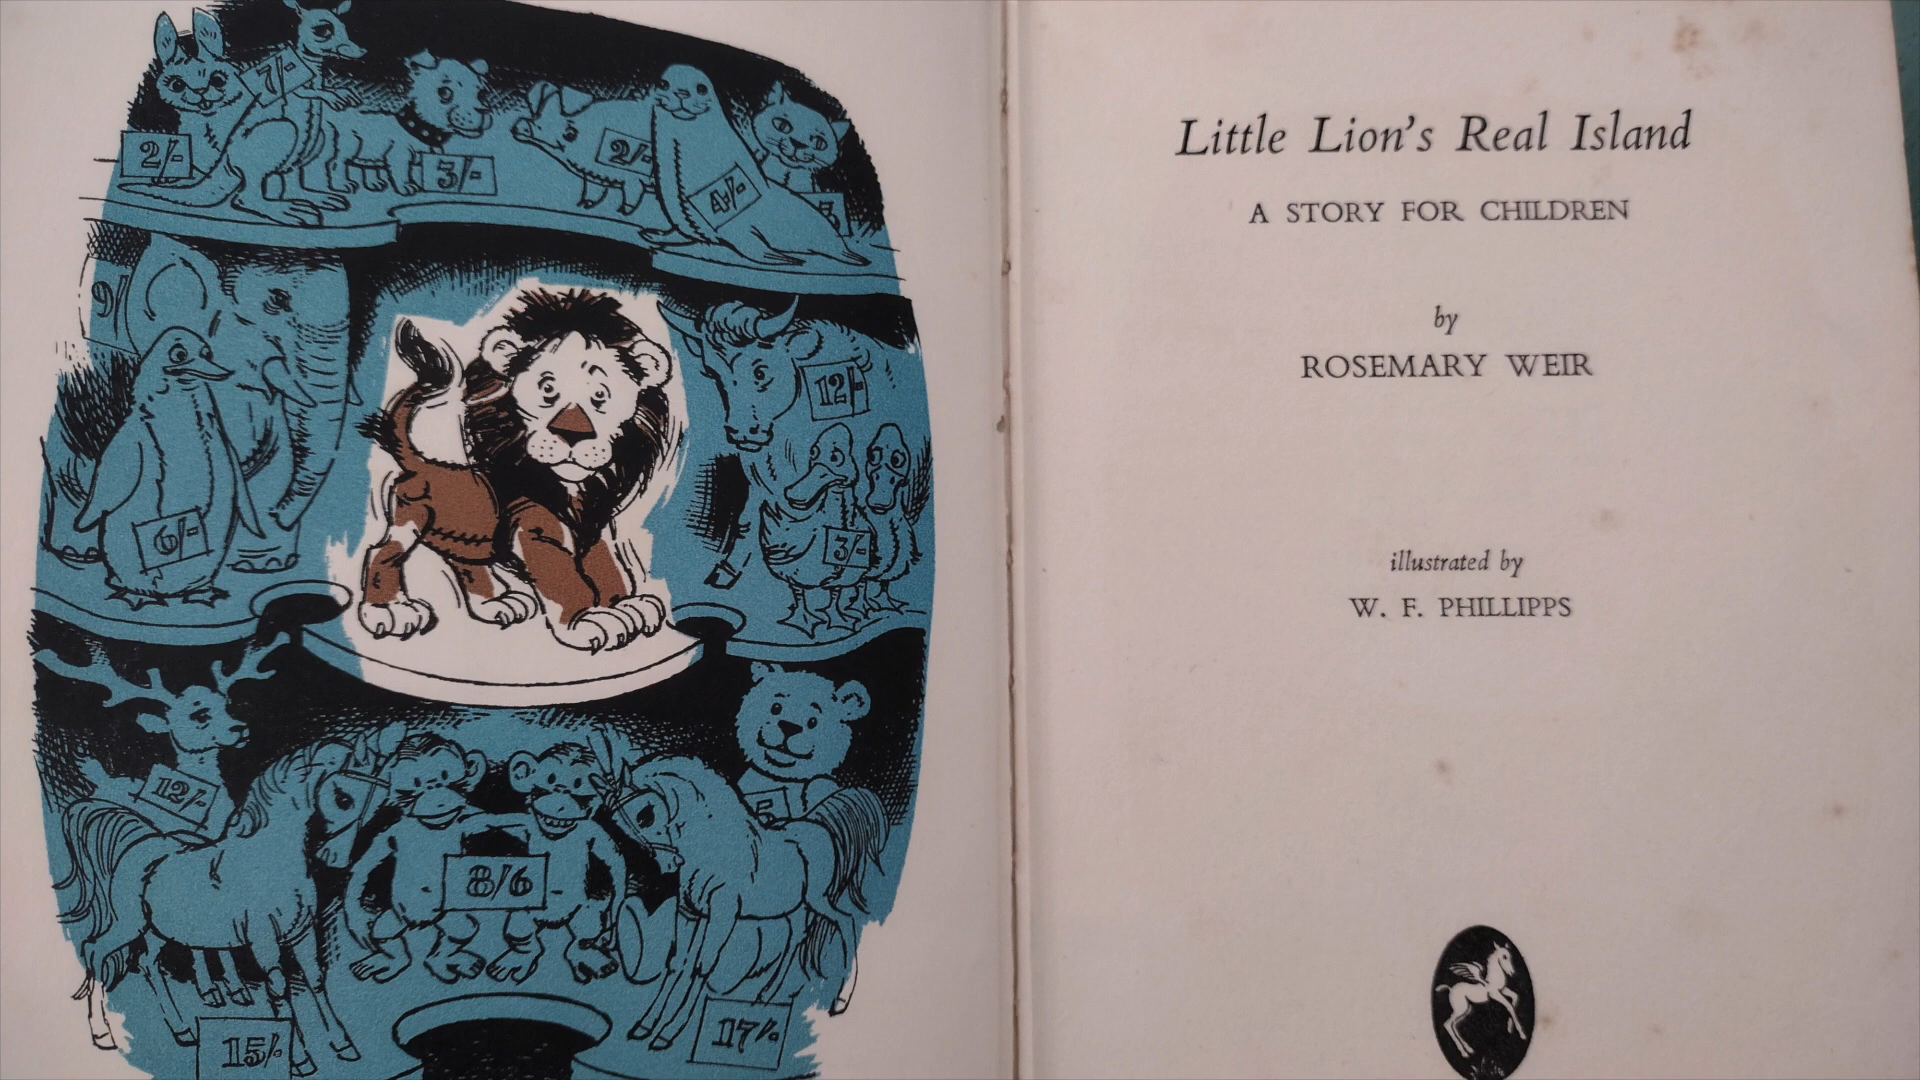 7/-
2/-
3/-
2/-
4/-
9/
12/-
6/-
3/-
12/-
8/6
15/-
17/-
Little Lion's Real Island
A STORY FOR CHILDREN
by
ROSEMARY WEIR
illustrated by
W. F. PHILLIPPS